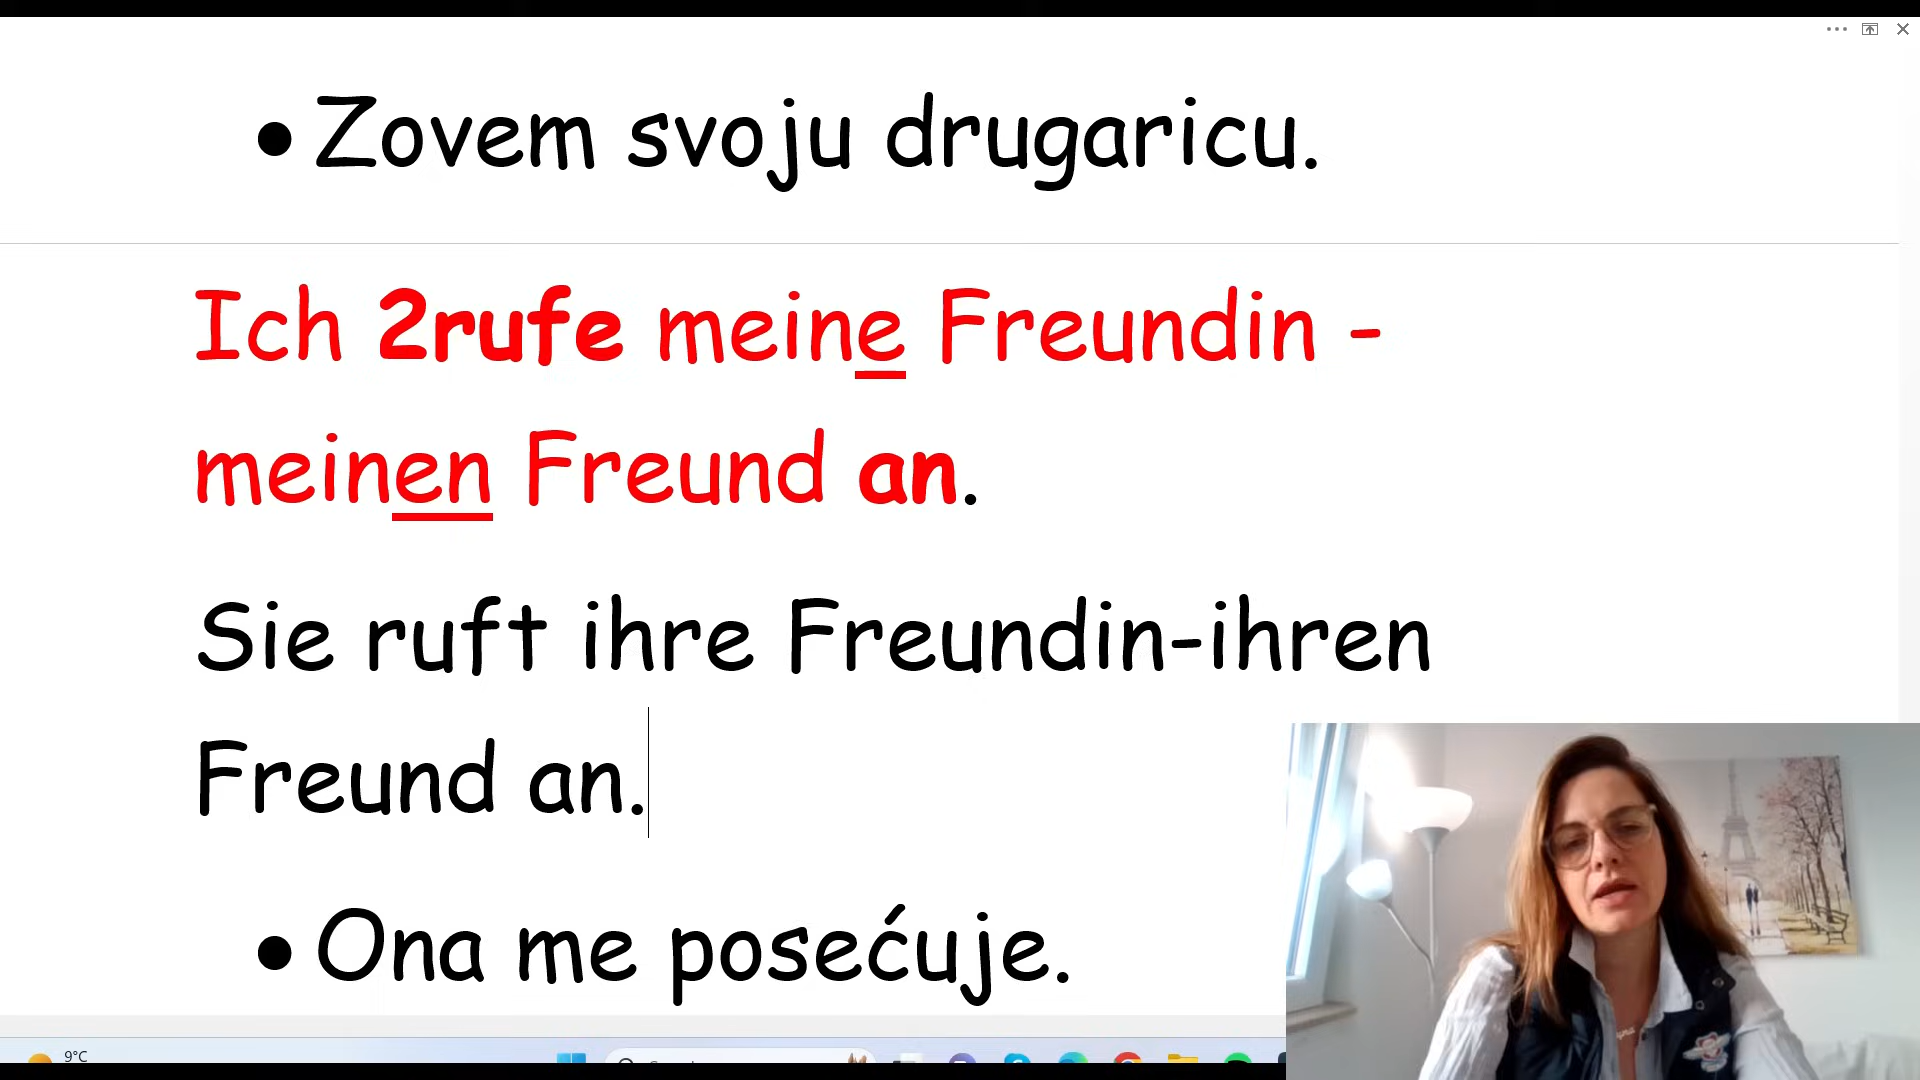 • Zovem svoju drugaricu.
Ich 2rufe meine Freundin -
meinen Freund an.
Sie ruft ihre Freundin-ihren
Freund an.
• Ona me posećuje.
9°C